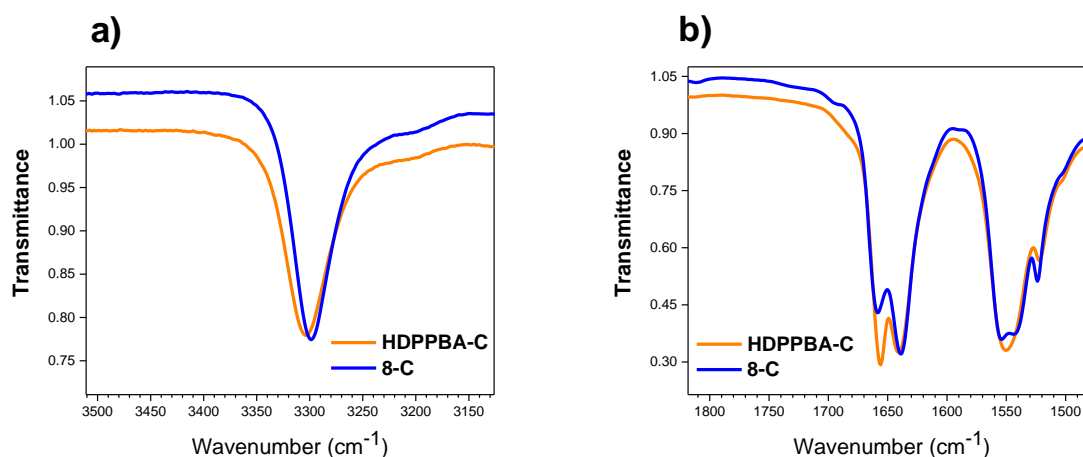 a)
Transmittance
1.05
1.00
0.95
0.90
0.85
0.80
0.75
3500 3450 3400 3350 3300 3250 3200 3150
Wavenumber (cm⁻¹)
HDPPBA-C
8-C
b)
Transmittance
1.05
0.90
0.75
0.60
0.45
0.30
1800 1750 1700 1650 1600 1550 1500
Wavenumber (cm⁻¹)
HDPPBA-C
8-C